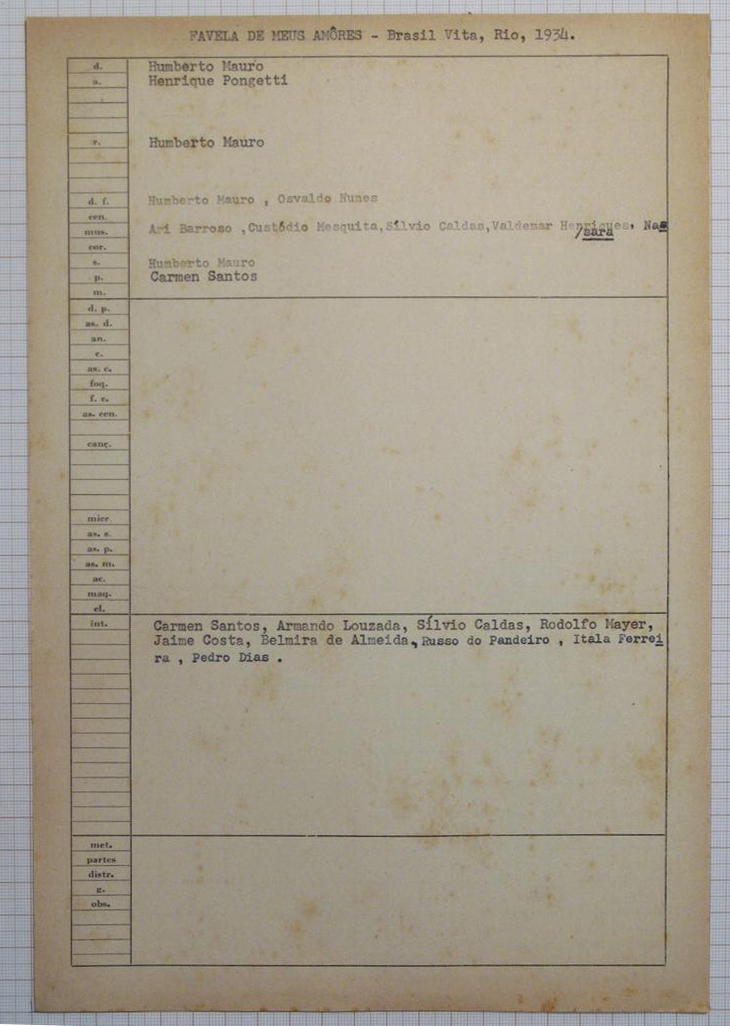 FAVELA DE MEUS AMÔRES - Brasil Vita, Rio, 1934.
d. Humberto Mauro
a. Henrique Pongetti
r. Humberto Mauro
d. f. Humberto Mauro , Osvaldo Nunes
cen.
mus. Ari Barroso ,Custódio Mesquita,Sílvio Caldas,Valdemar Henriques, Nas
/sara
cor.
s. Humberto Mauro
p. Carmen Santos
m.
d. p.
as. d.
an.
c.
as. c.
foq.
f. c.
as. cen.
canç.
micr.
as. s.
as. p.
as. m.
ac.
maq.
el.
int. Carmen Santos, Armando Louzada, Sílvio Caldas, Rodolfo Mayer,
Jaime Costa, Belmira de Almeida, Russo do Pandeiro , Itála Ferrei
ra , Pedro Dias .
met.
partes
distr.
g.
obs.